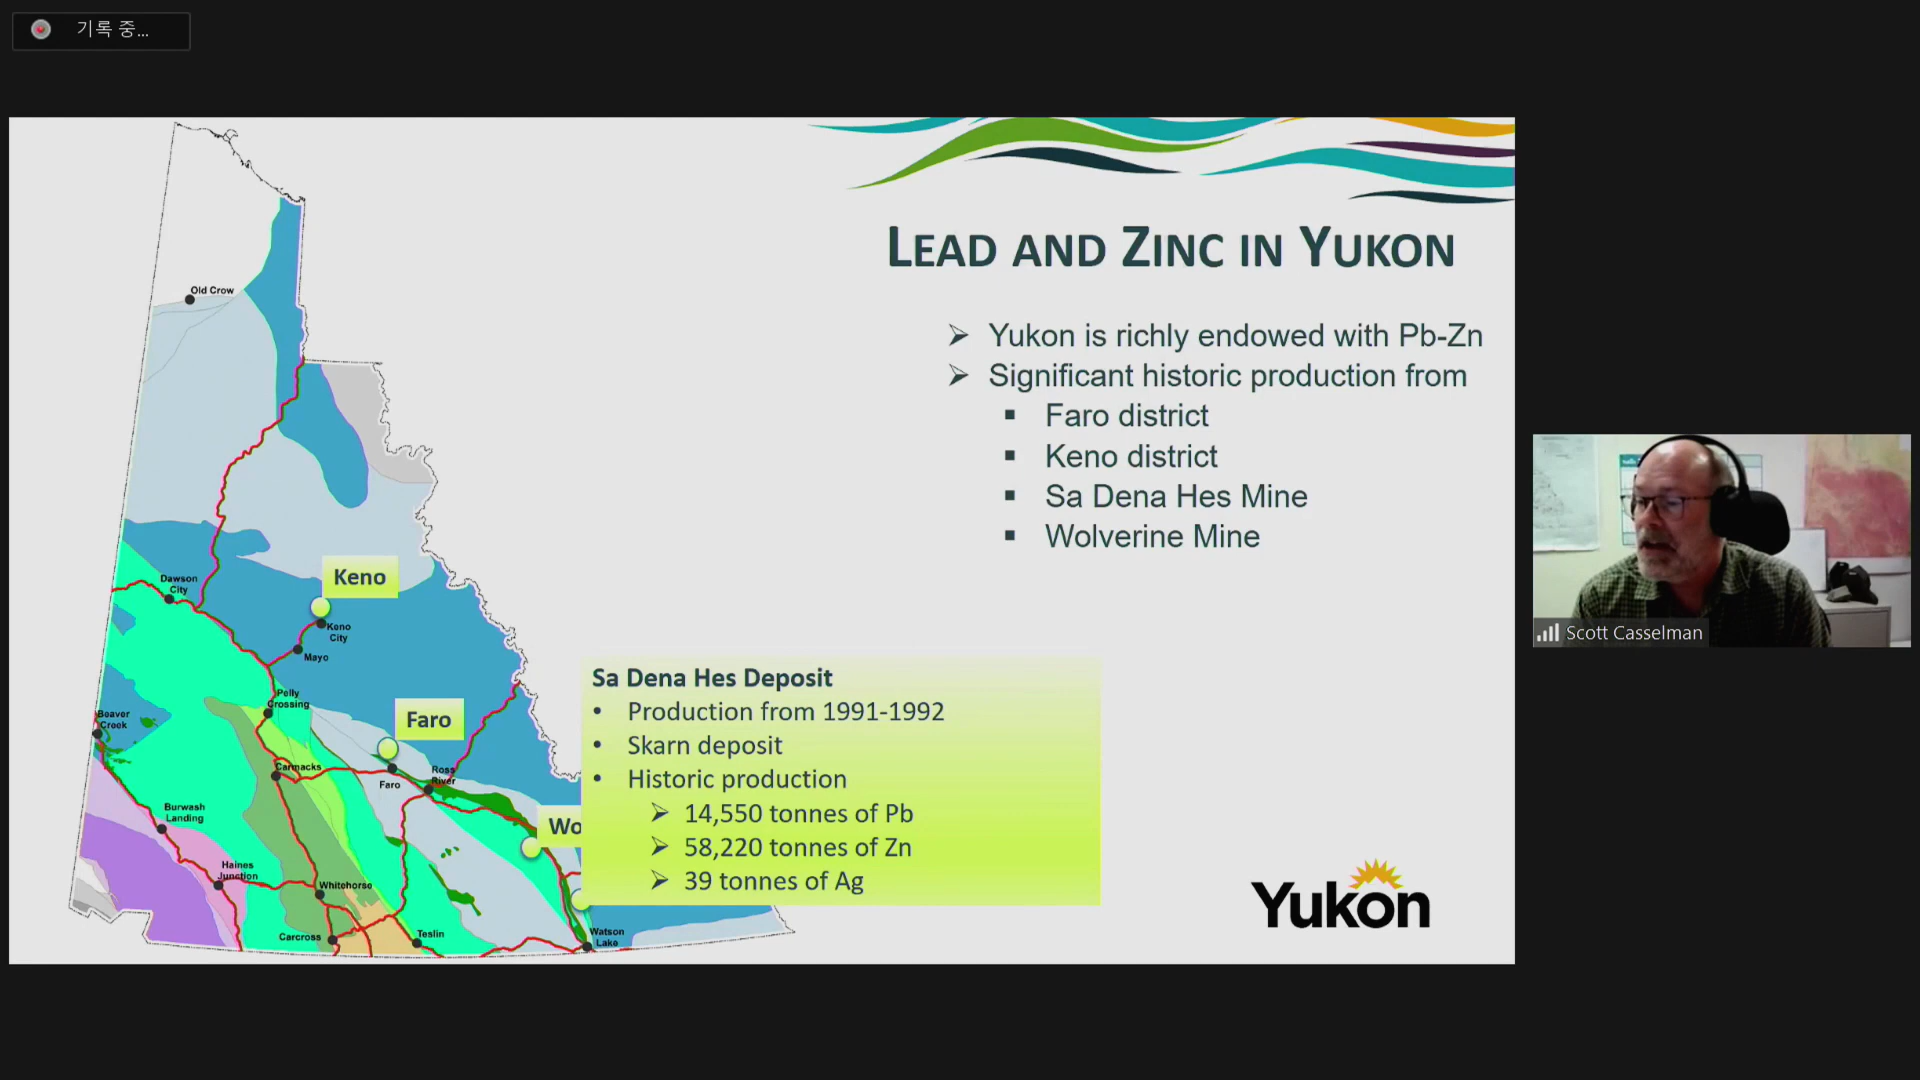 기록 중...
LEAD AND ZINC IN YUKON
➢ Yukon is richly endowed with Pb-Zn
➢ Significant historic production from
▪ Faro district
▪ Keno district
▪ Sa Dena Hes Mine
▪ Wolverine Mine
Old Crow
Dawson
City
Keno
Keno
City
Mayo
Pelly
Crossing
Beaver
Creek
Faro
Carmacks
Faro
Ross
River
Burwash
Landing
Wo
Haines
Junction
Whitehorse
Carcross
Teslin
Watson
Lake
Sa Dena Hes Deposit
• Production from 1991-1992
• Skarn deposit
• Historic production
➢ 14,550 tonnes of Pb
➢ 58,220 tonnes of Zn
➢ 39 tonnes of Ag
Yukon
Scott Casselman